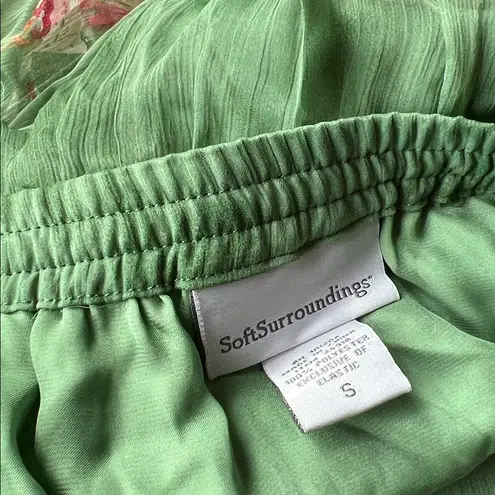 SoftSurroundings®
100% POLYESTER
EXCLUSIVE OF
ELASTIC
S